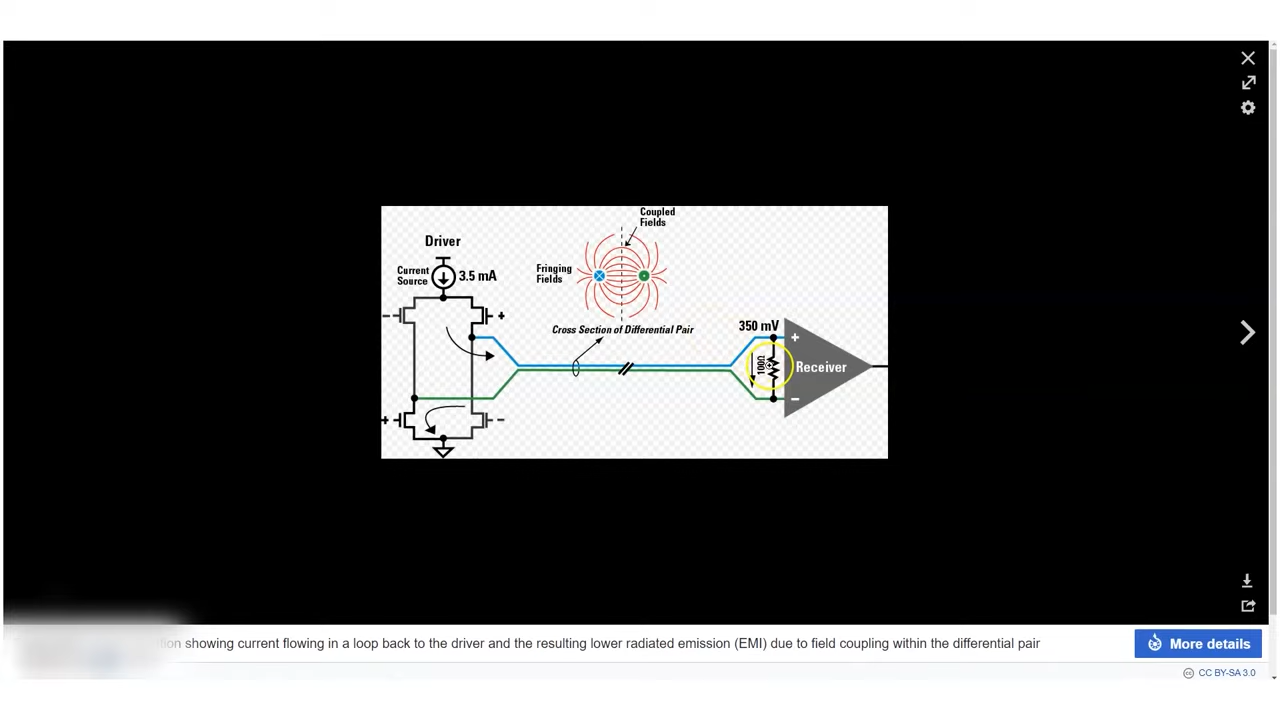 Coupled
Fields
Driver
Current
Source
3.5 mA
Fringing
Fields
+
Cross Section of Differential Pair
350 mV
+
100Ω
Receiver
−
+
−
showing current flowing in a loop back to the driver and the resulting lower radiated emission (EMI) due to field coupling within the differential pair
More details
CC BY-SA 3.0